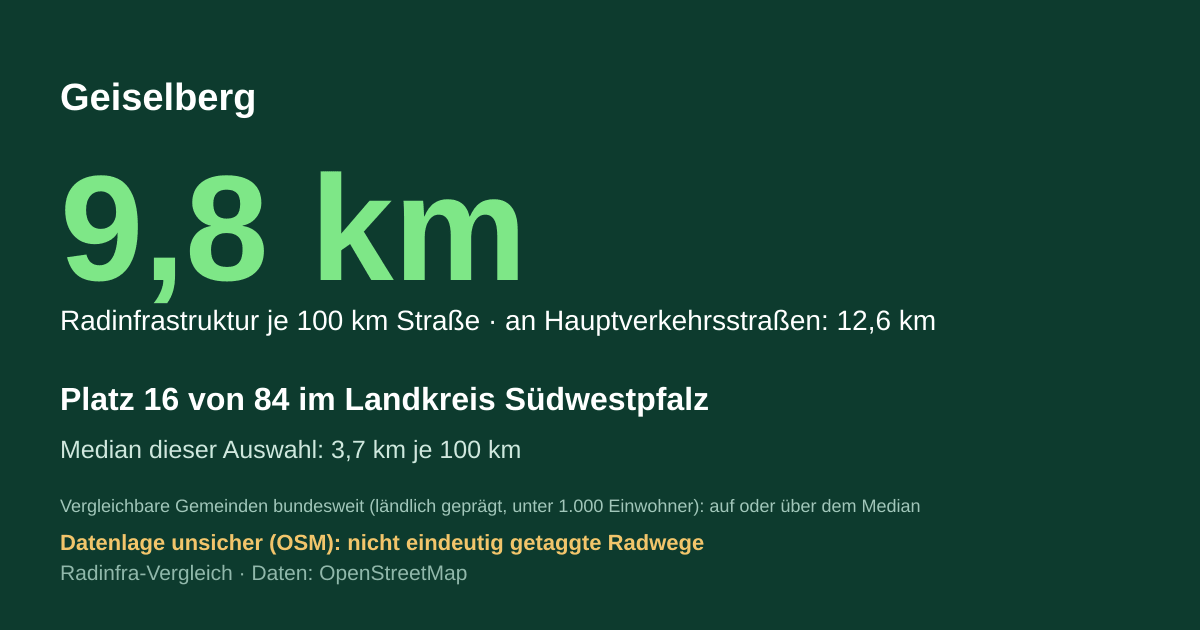 Geiselberg
9,8 km
Radinfrastruktur je 100 km Straße · an Hauptverkehrsstraßen: 12,6 km
Platz 16 von 84 im Landkreis Südwestpfalz
Median dieser Auswahl: 3,7 km je 100 km
Vergleichbare Gemeinden bundesweit (ländlich geprägt, unter 1.000 Einwohner): auf oder über dem Median
Datenlage unsicher (OSM): nicht eindeutig getaggte Radwege
Radinfra-Vergleich · Daten: OpenStreetMap